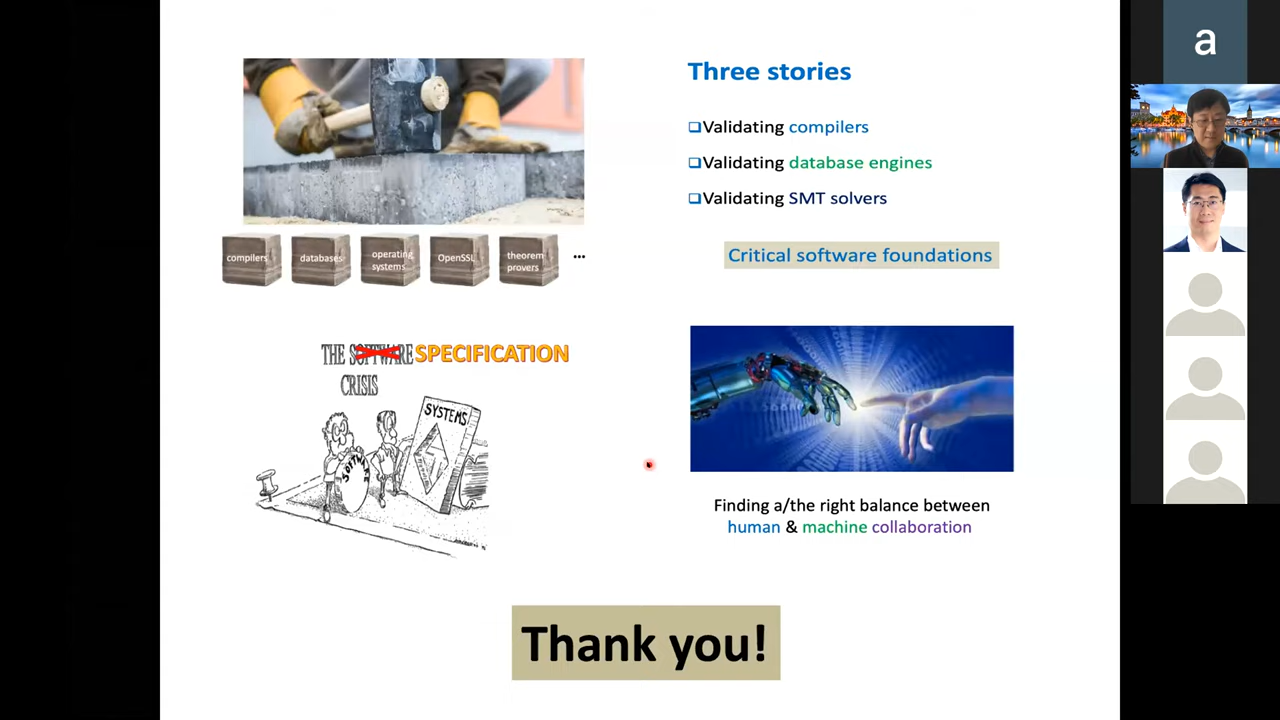 Three stories
Validating compilers
Validating database engines
Validating SMT solvers
Critical software foundations
compilers
databases
operating
systems
OpenSSL
theorem
provers
...
THE SOFTWARE SPECIFICATION
CRISIS
SYSTEMS
SOFTWARE
Finding a/the right balance between
human & machine collaboration
Thank you!
a